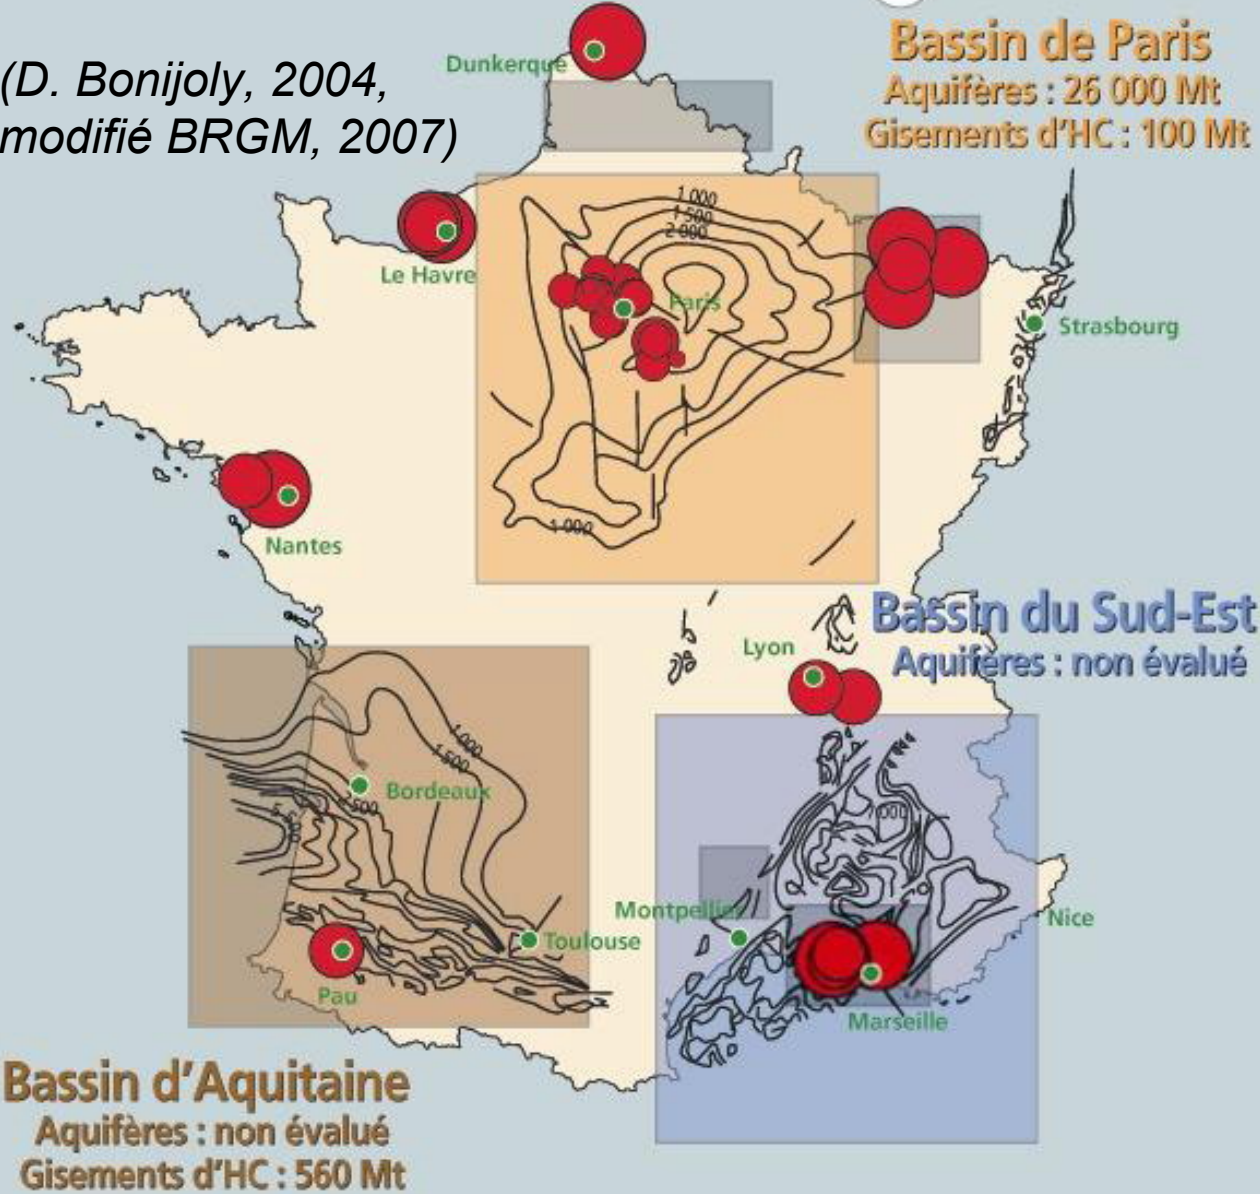 (D. Bonijoly, 2004,
modifié BRGM, 2007)
Bassin de Paris
Aquifères : 26 000 Mt
Gisements d'HC : 100 Mt
Dunkerque
Le Havre
1 000
1 500
2 000
Paris
Strasbourg
Nantes
1 000
Bassin du Sud-Est
Aquifères : non évalué
Lyon
1 000
1 500
Bordeaux
2500
7 000
Montpellier
Nice
Toulouse
Pau
Marseille
Bassin d'Aquitaine
Aquifères : non évalué
Gisements d'HC : 560 Mt